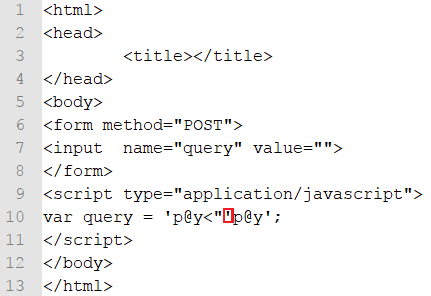 1 <html>
2 <head>
3         <title></title>
4 </head>
5 <body>
6 <form method="POST">
7 <input  name="query" value="">
8 </form>
9 <script type="application/javascript">
10 var query = 'p@y<"'p@y';
11 </script>
12 </body>
13 </html>